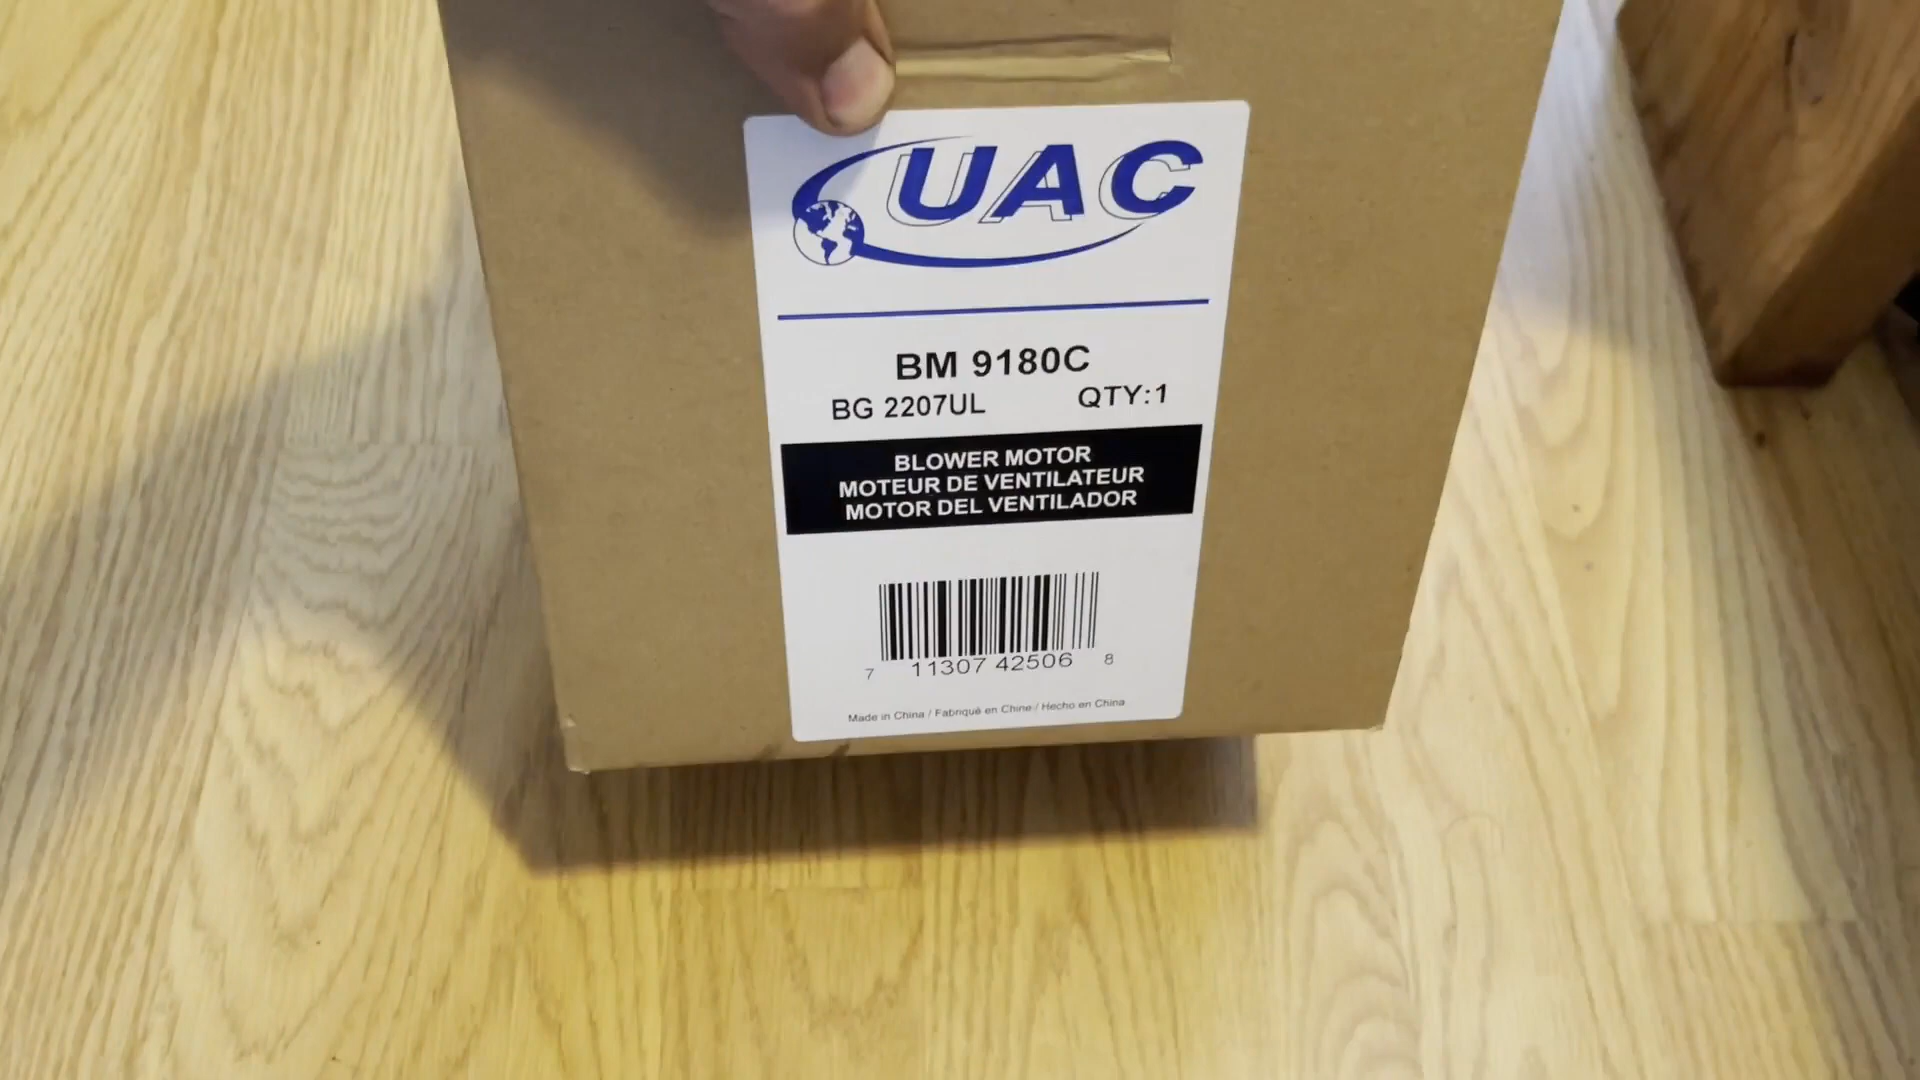 UAC
BM 9180C
BG 2207UL QTY:1
BLOWER MOTOR
MOTEUR DE VENTILATEUR
MOTOR DEL VENTILADOR
7 11307 42506 8
Made in China / Fabriqué en Chine / Hecho en China